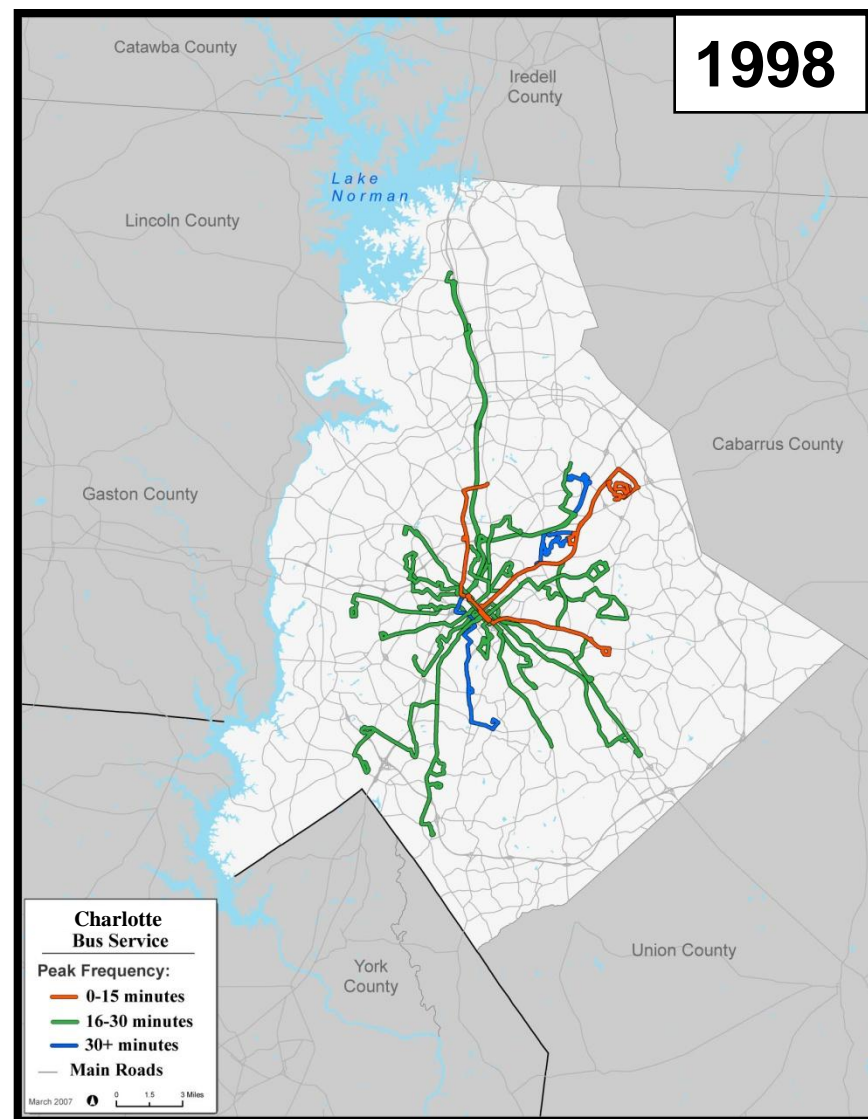 1998
Catawba County
Iredell
County
Lake
Norman
Lincoln County
Cabarrus County
Gaston County
Union County
York
County
Charlotte
Bus Service
Peak Frequency:
0-15 minutes
16-30 minutes
30+ minutes
Main Roads
March 2007 0 1.5 3 Miles